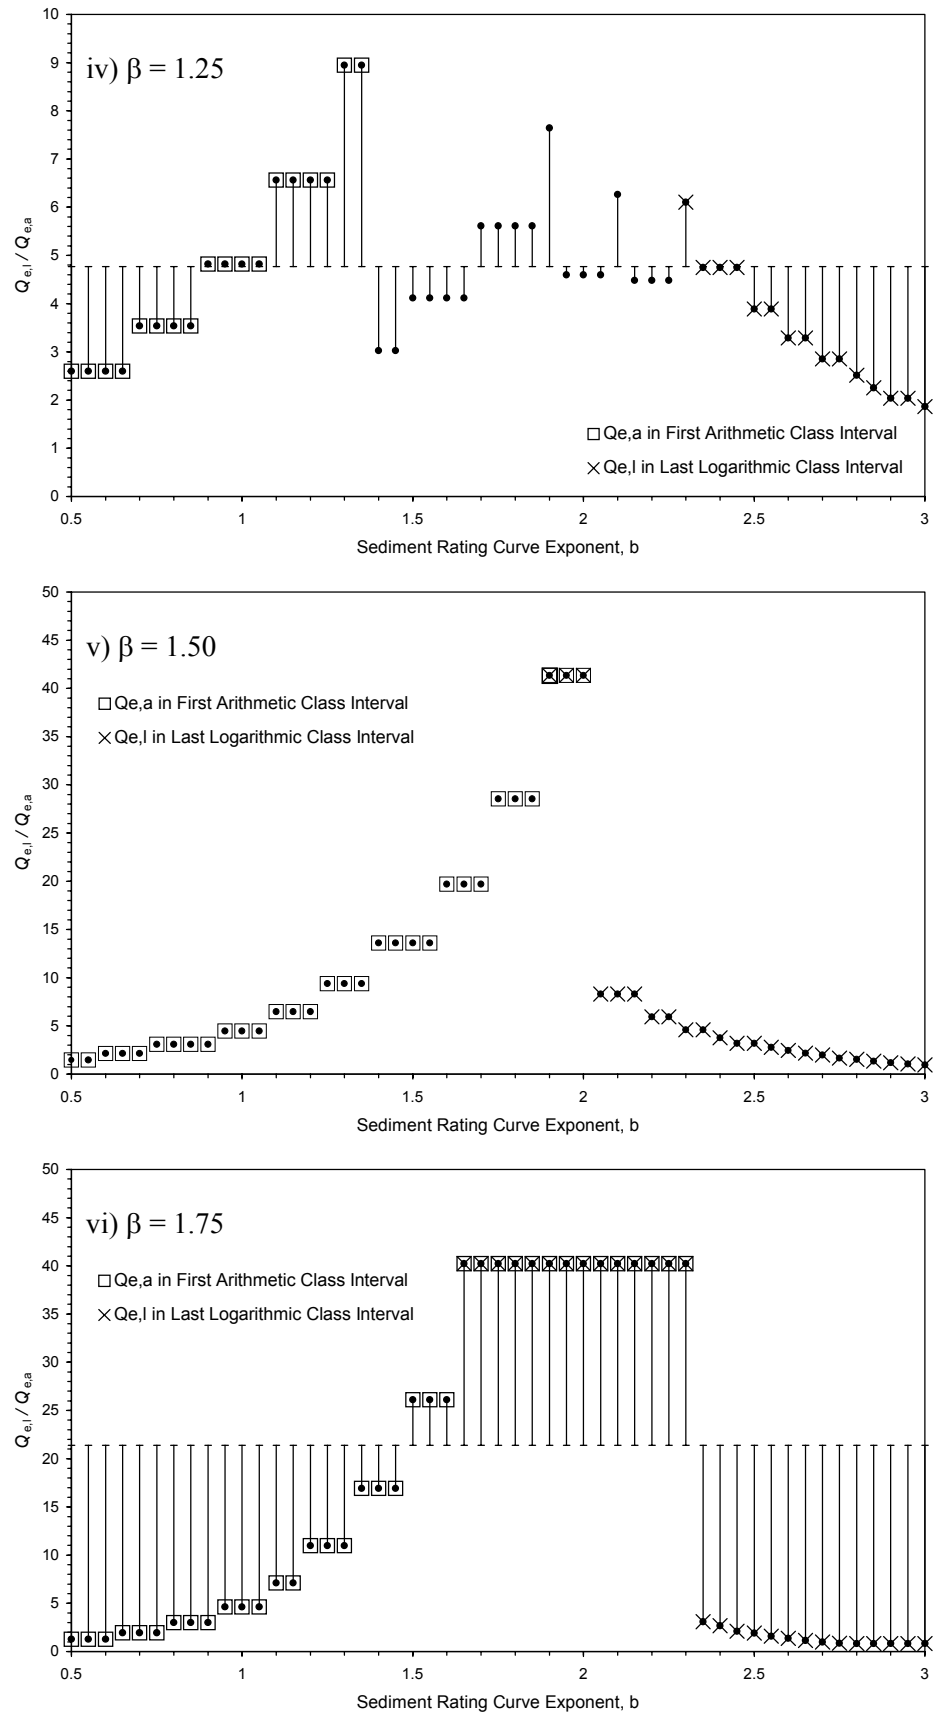 10
9
iv) β = 1.25
8
7
6
5
4
3
2
1
0
Qe,l / Qe,a
Qe,a in First Arithmetic Class Interval
Qe,l in Last Logarithmic Class Interval
0.5 1 1.5 2 2.5 3
Sediment Rating Curve Exponent, b
50
45
v) β = 1.50
40
Qe,a in First Arithmetic Class Interval
35
Qe,l in Last Logarithmic Class Interval
30
25
20
15
10
5
0
Qe,l / Qe,a
0.5 1 1.5 2 2.5 3
Sediment Rating Curve Exponent, b
50
45
vi) β = 1.75
40
Qe,a in First Arithmetic Class Interval
35
Qe,l in Last Logarithmic Class Interval
30
25
20
15
10
5
0
Qe,l / Qe,a
0.5 1 1.5 2 2.5 3
Sediment Rating Curve Exponent, b